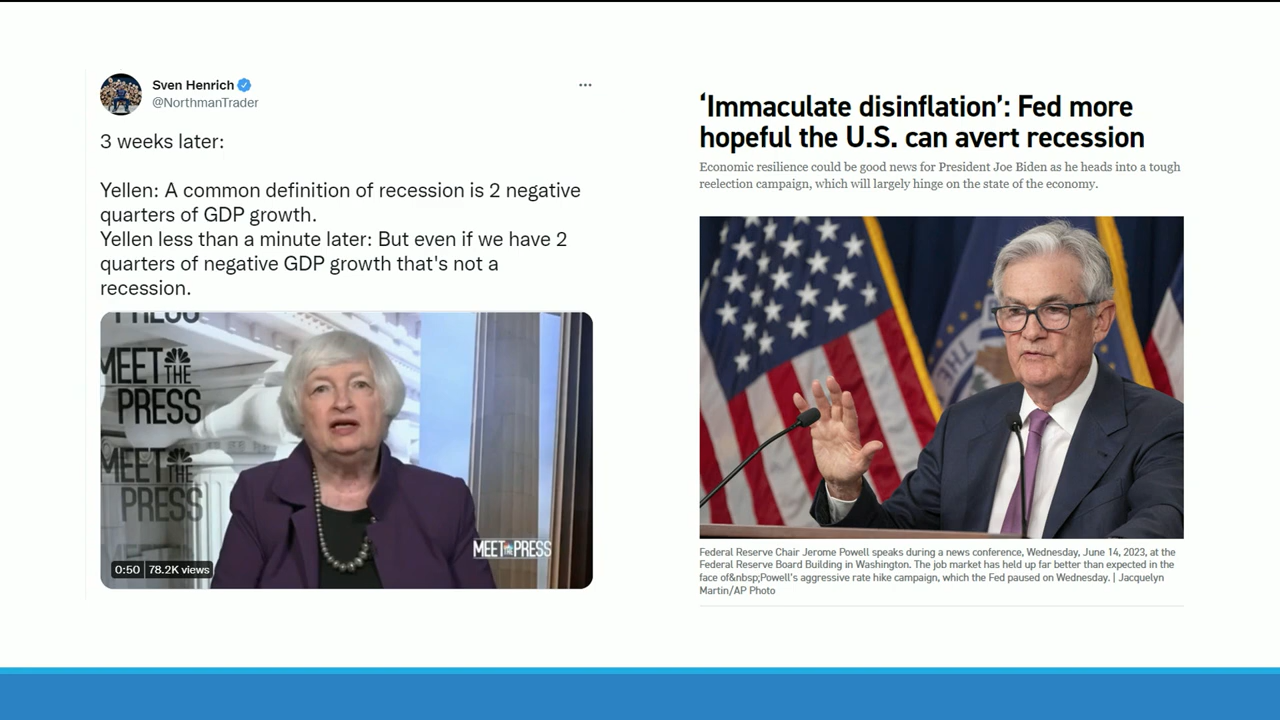 Sven Henrich
@NorthmanTrader
3 weeks later:
Yellen: A common definition of recession is 2 negative
quarters of GDP growth.
Yellen less than a minute later: But even if we have 2
quarters of negative GDP growth that's not a
recession.
PRESS
MEET THE
PRESS
MEET THE
PRESS
MEET THE PRESS
0:50 78.2K views
‘Immaculate disinflation’: Fed more
hopeful the U.S. can avert recession
Economic resilience could be good news for President Joe Biden as he heads into a tough
reelection campaign, which will largely hinge on the state of the economy.
THE
Federal Reserve Chair Jerome Powell speaks during a news conference, Wednesday, June 14, 2023, at the
Federal Reserve Board Building in Washington. The job market has held up far better than expected in the
face of&nbsp;Powell's aggressive rate hike campaign, which the Fed paused on Wednesday. | Jacquelyn
Martin/AP Photo